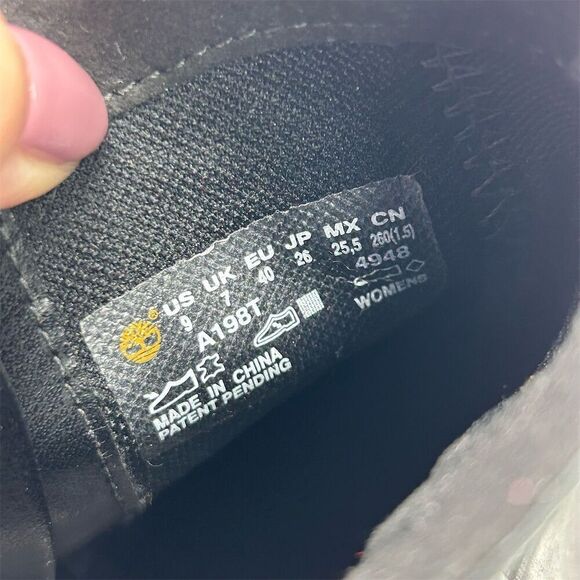 US UK EU JP MX CN
9 7 40 26 25,5 260(1.5)
A198T 4948
WOMENS
MADE IN CHINA
PATENT PENDING